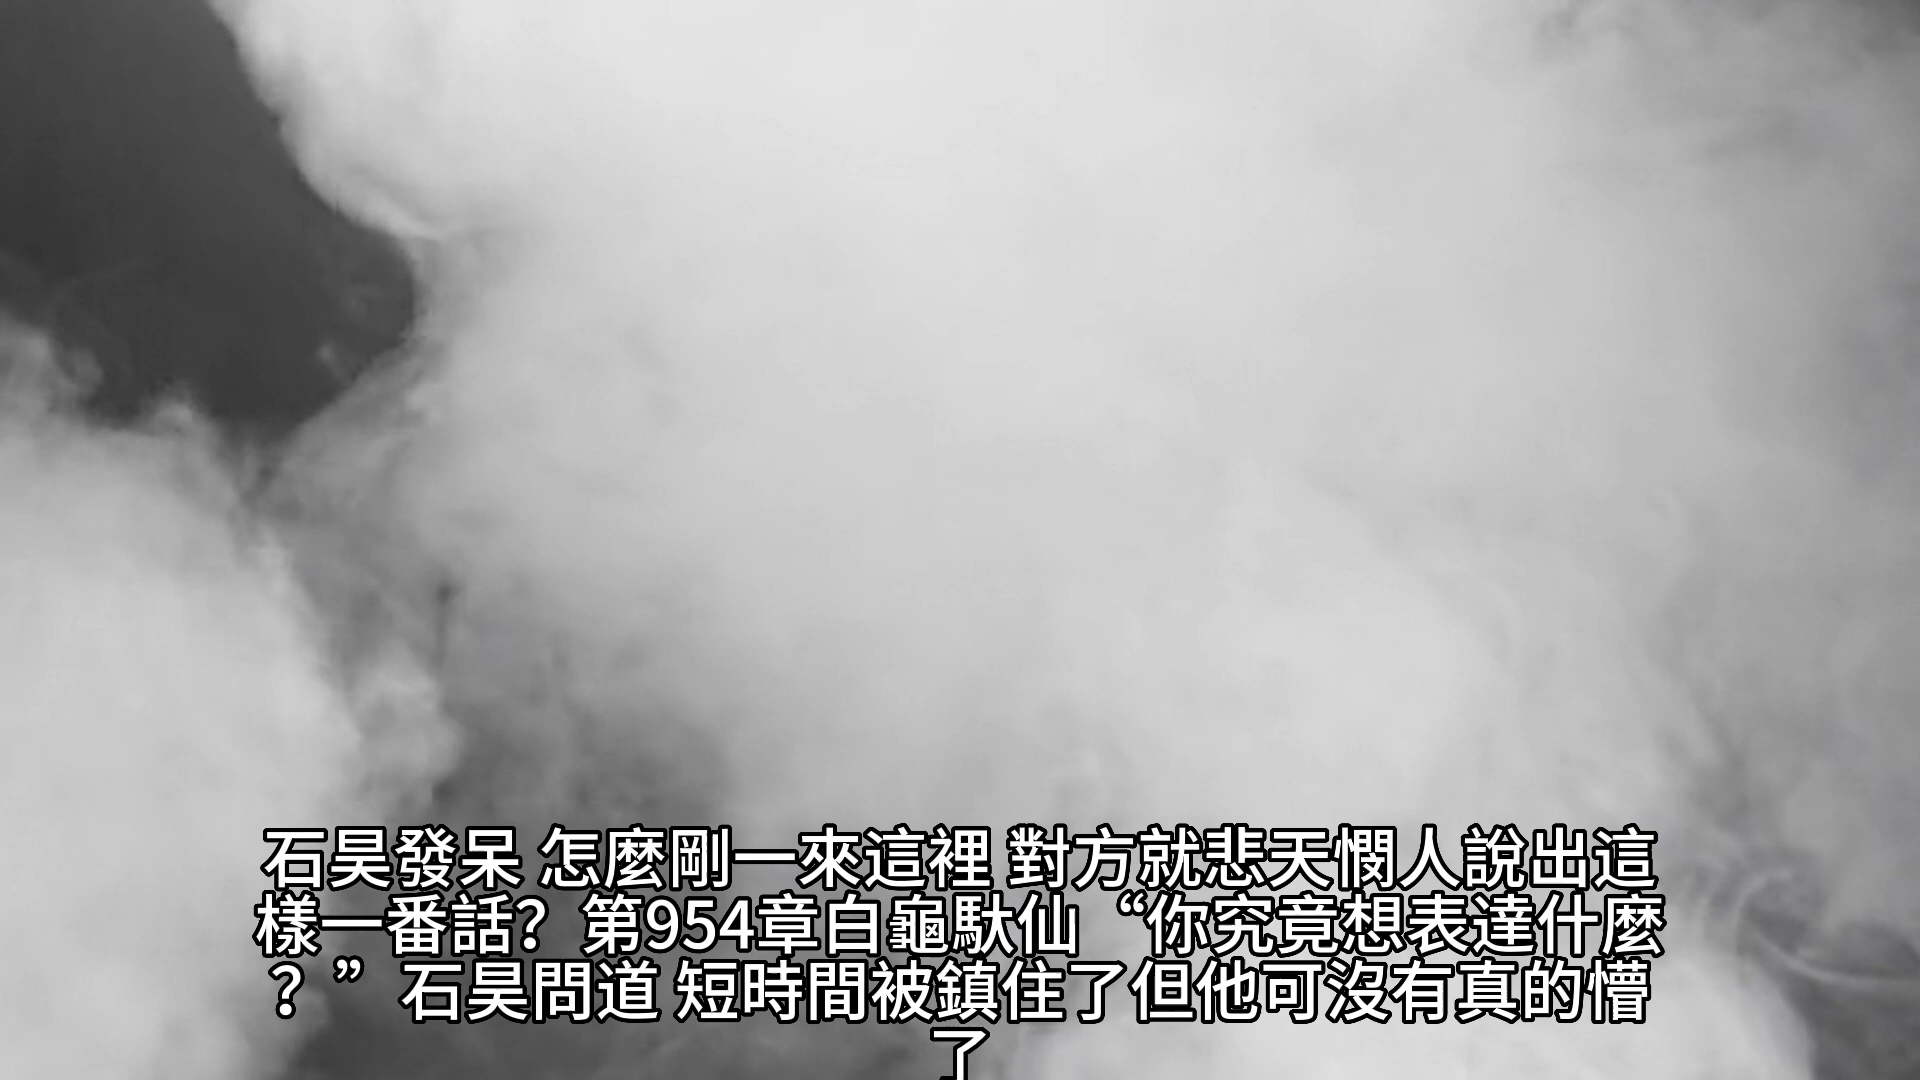 石昊發呆 怎麼剛一來這裡 對方就悲天憫人說出這
樣一番話？第954章白龜馱仙“你究竟想表達什麼
？”石昊問道 短時間被鎮住了但他可沒有真的懵
了